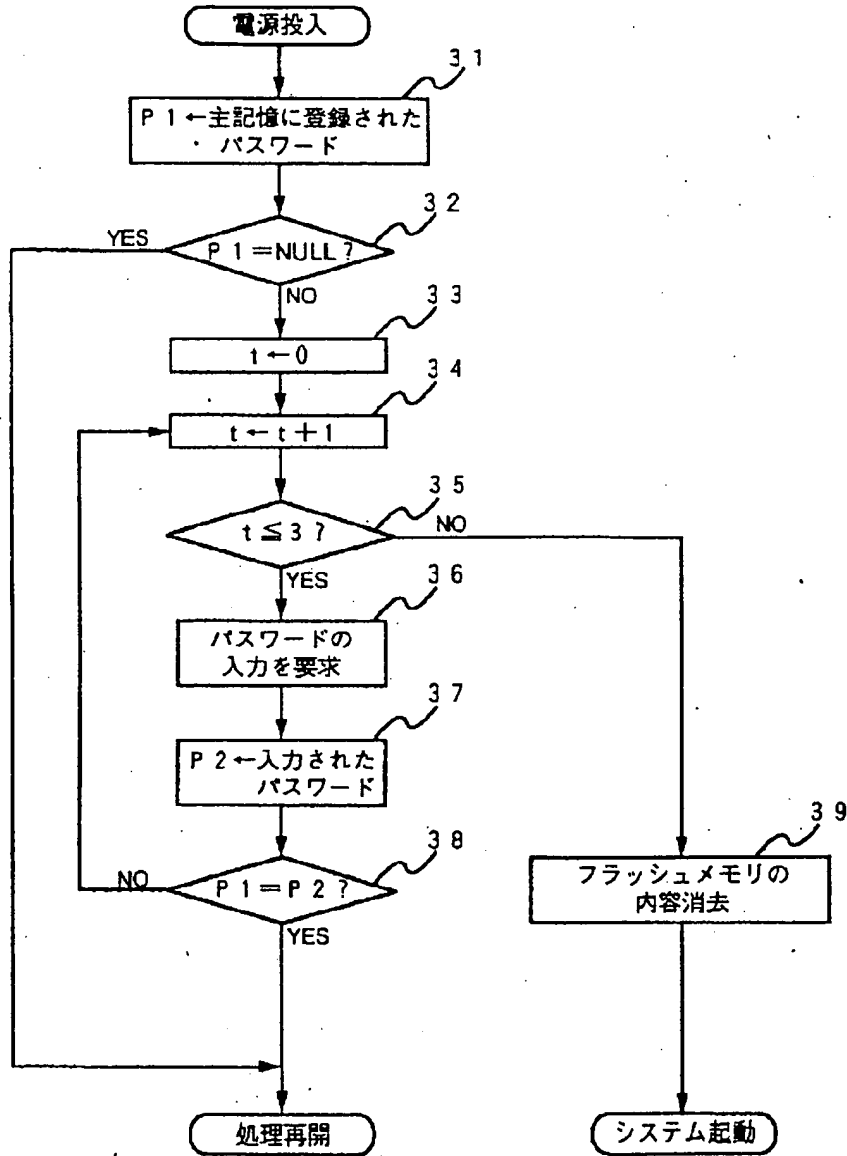 電源投入
31
P1←主記憶に登録された
パスワード
32
YES
P1=NULL?
NO
33
t←0
34
t←t+1
35
t≦3?
NO
YES
36
パスワードの
入力を要求
37
P2←入力された
パスワード
38
NO
P1=P2?
YES
39
フラッシュメモリの
内容消去
処理再開
システム起動